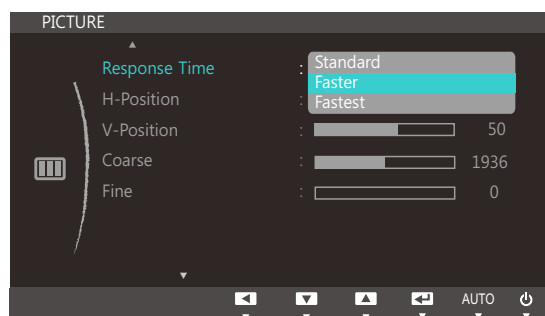 PICTURE
Response Time : Standard
Faster
H-Position : Fastest
V-Position : 50
Coarse : 1936
Fine : 0
AUTO